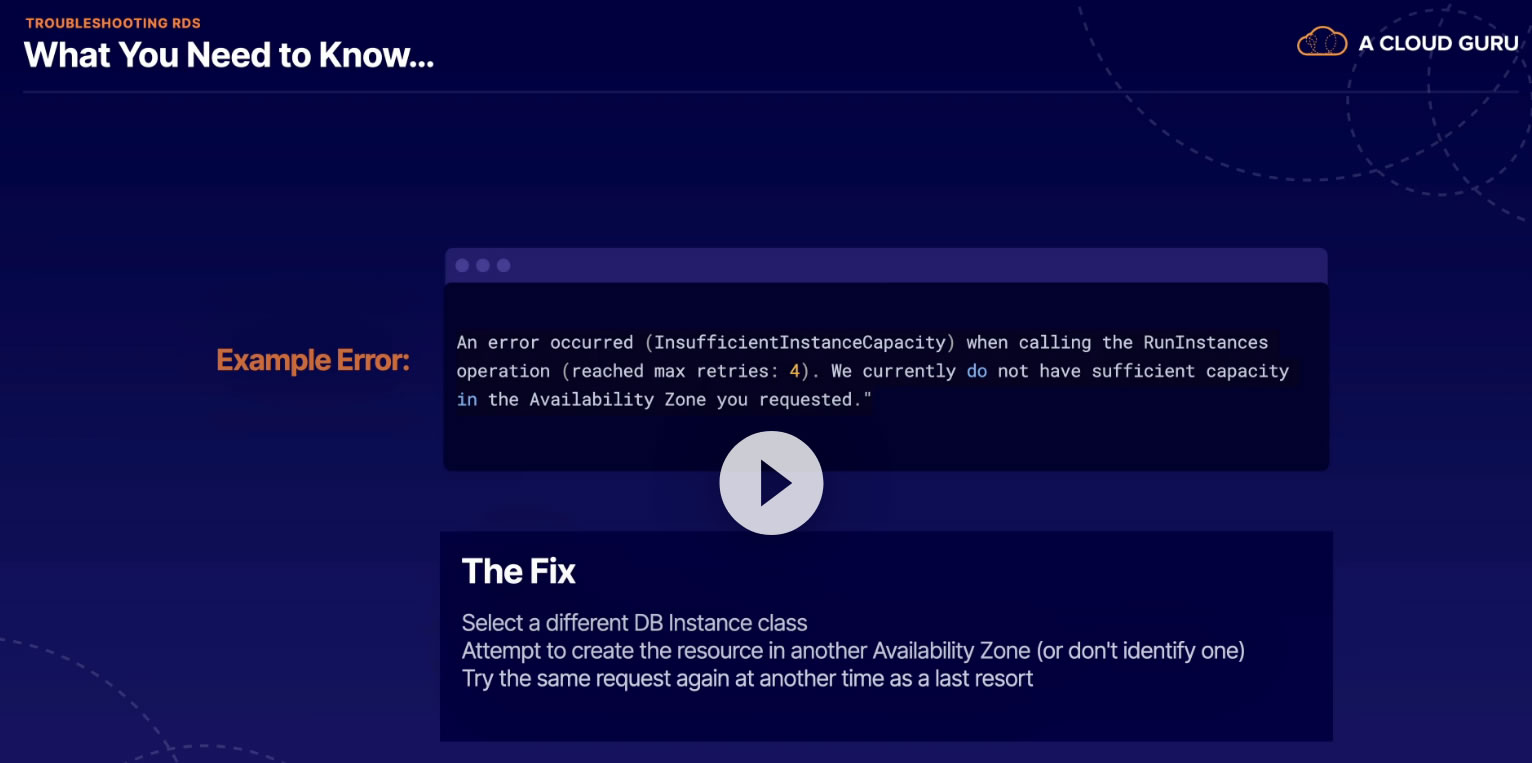 TROUBLESHOOTING RDS
What You Need to Know...
A CLOUD GURU
Example Error:
An error occurred (InsufficientInstanceCapacity) when calling the RunInstances
operation (reached max retries: 4). We currently do not have sufficient capacity
in the Availability Zone you requested."
The Fix
Select a different DB Instance class
Attempt to create the resource in another Availability Zone (or don't identify one)
Try the same request again at another time as a last resort